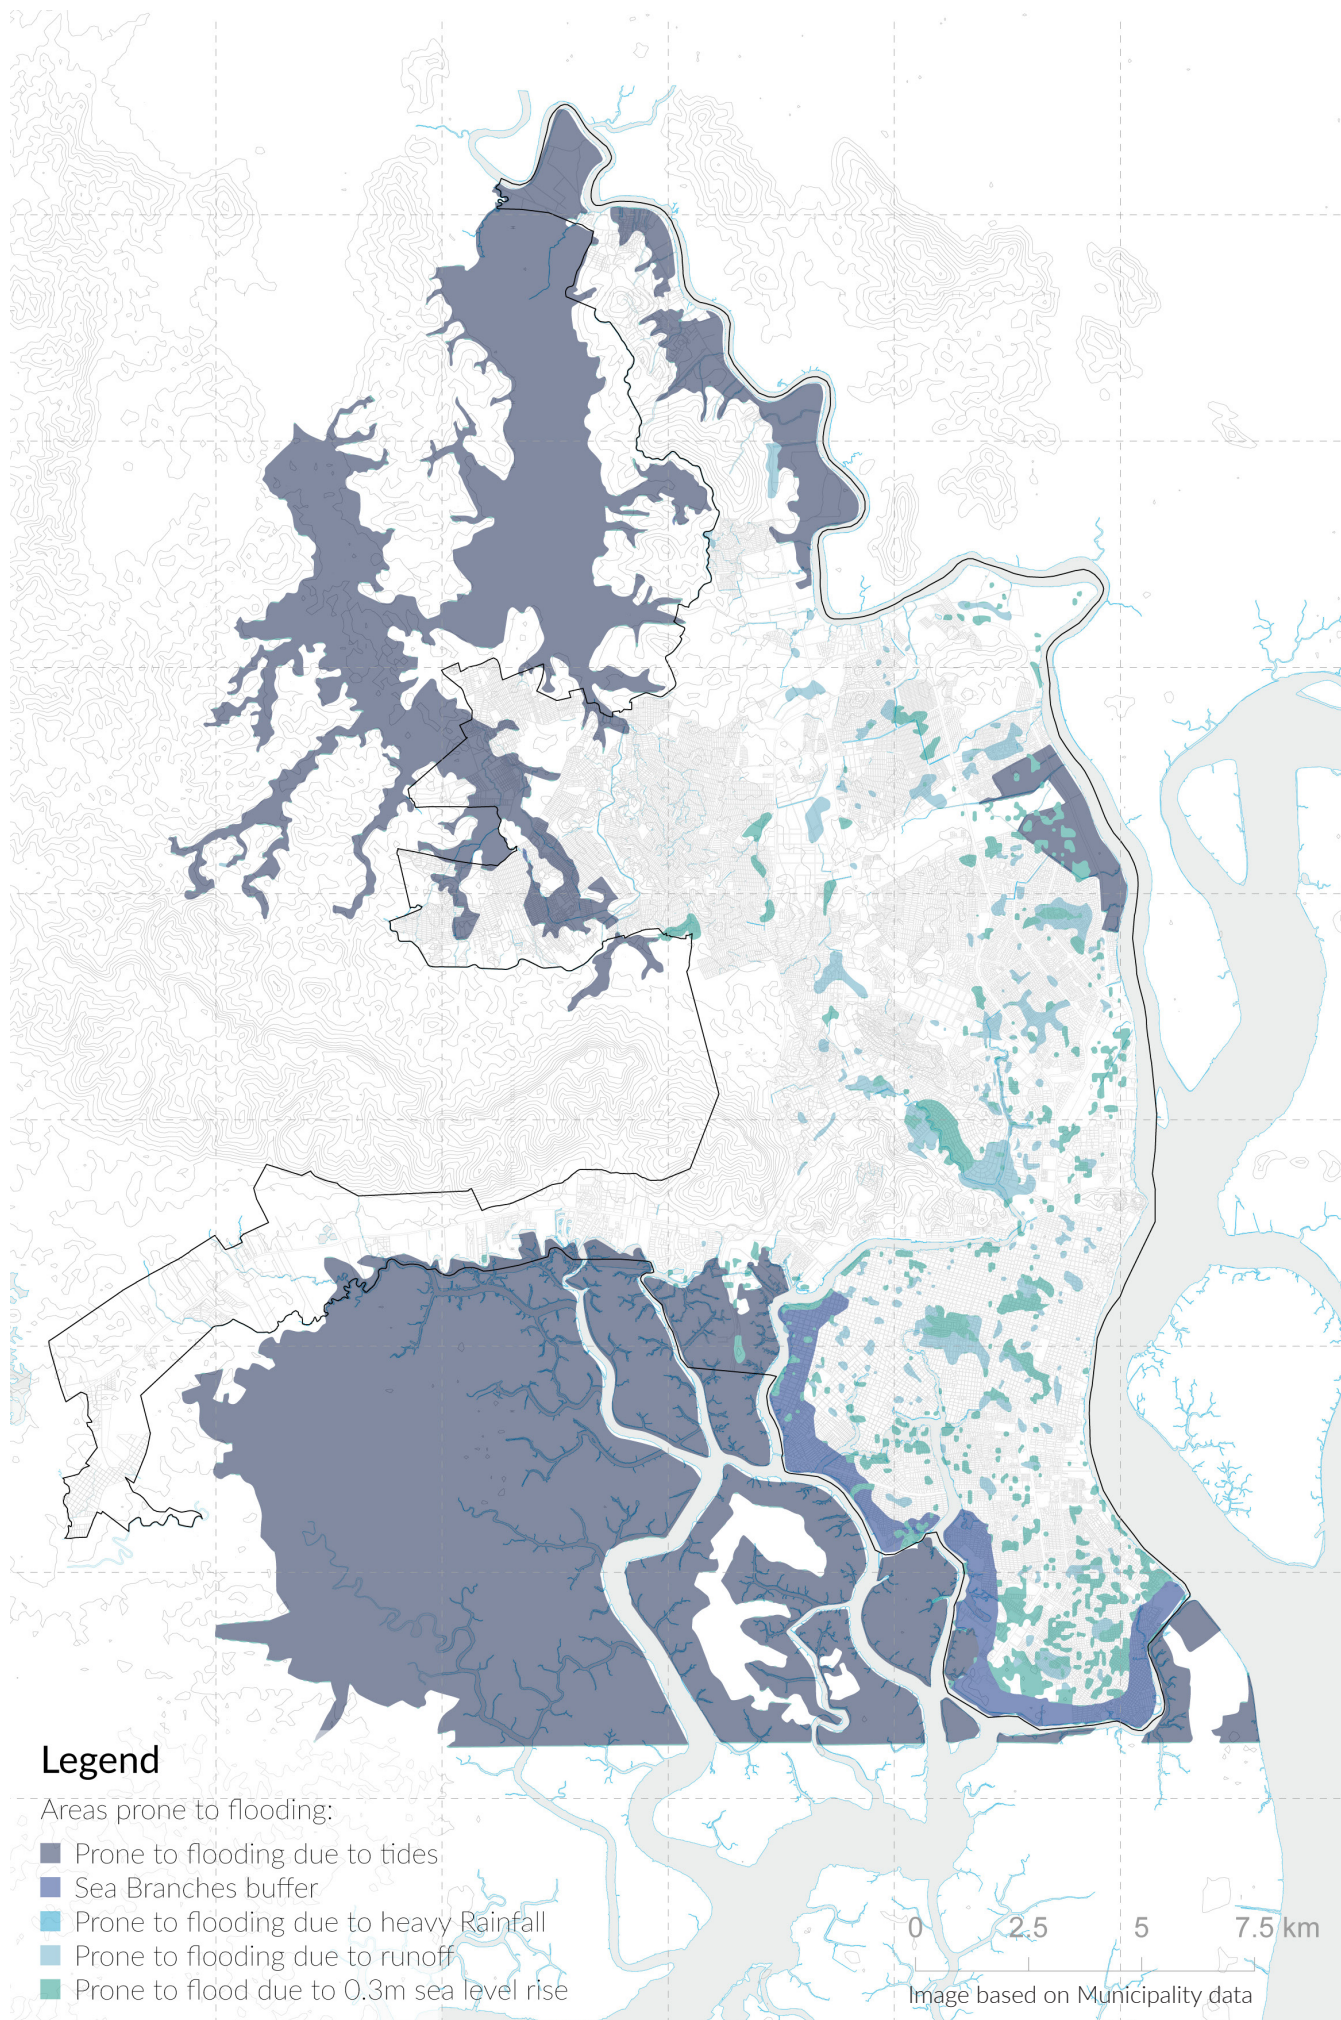 Legend
Areas prone to flooding:
Prone to flooding due to tides
Sea Branches buffer
Prone to flooding due to heavy Rainfall
Prone to flooding due to runoff
Prone to flood due to 0.3m sea level rise
0 2.5 5 7.5 km
Image based on Municipality data